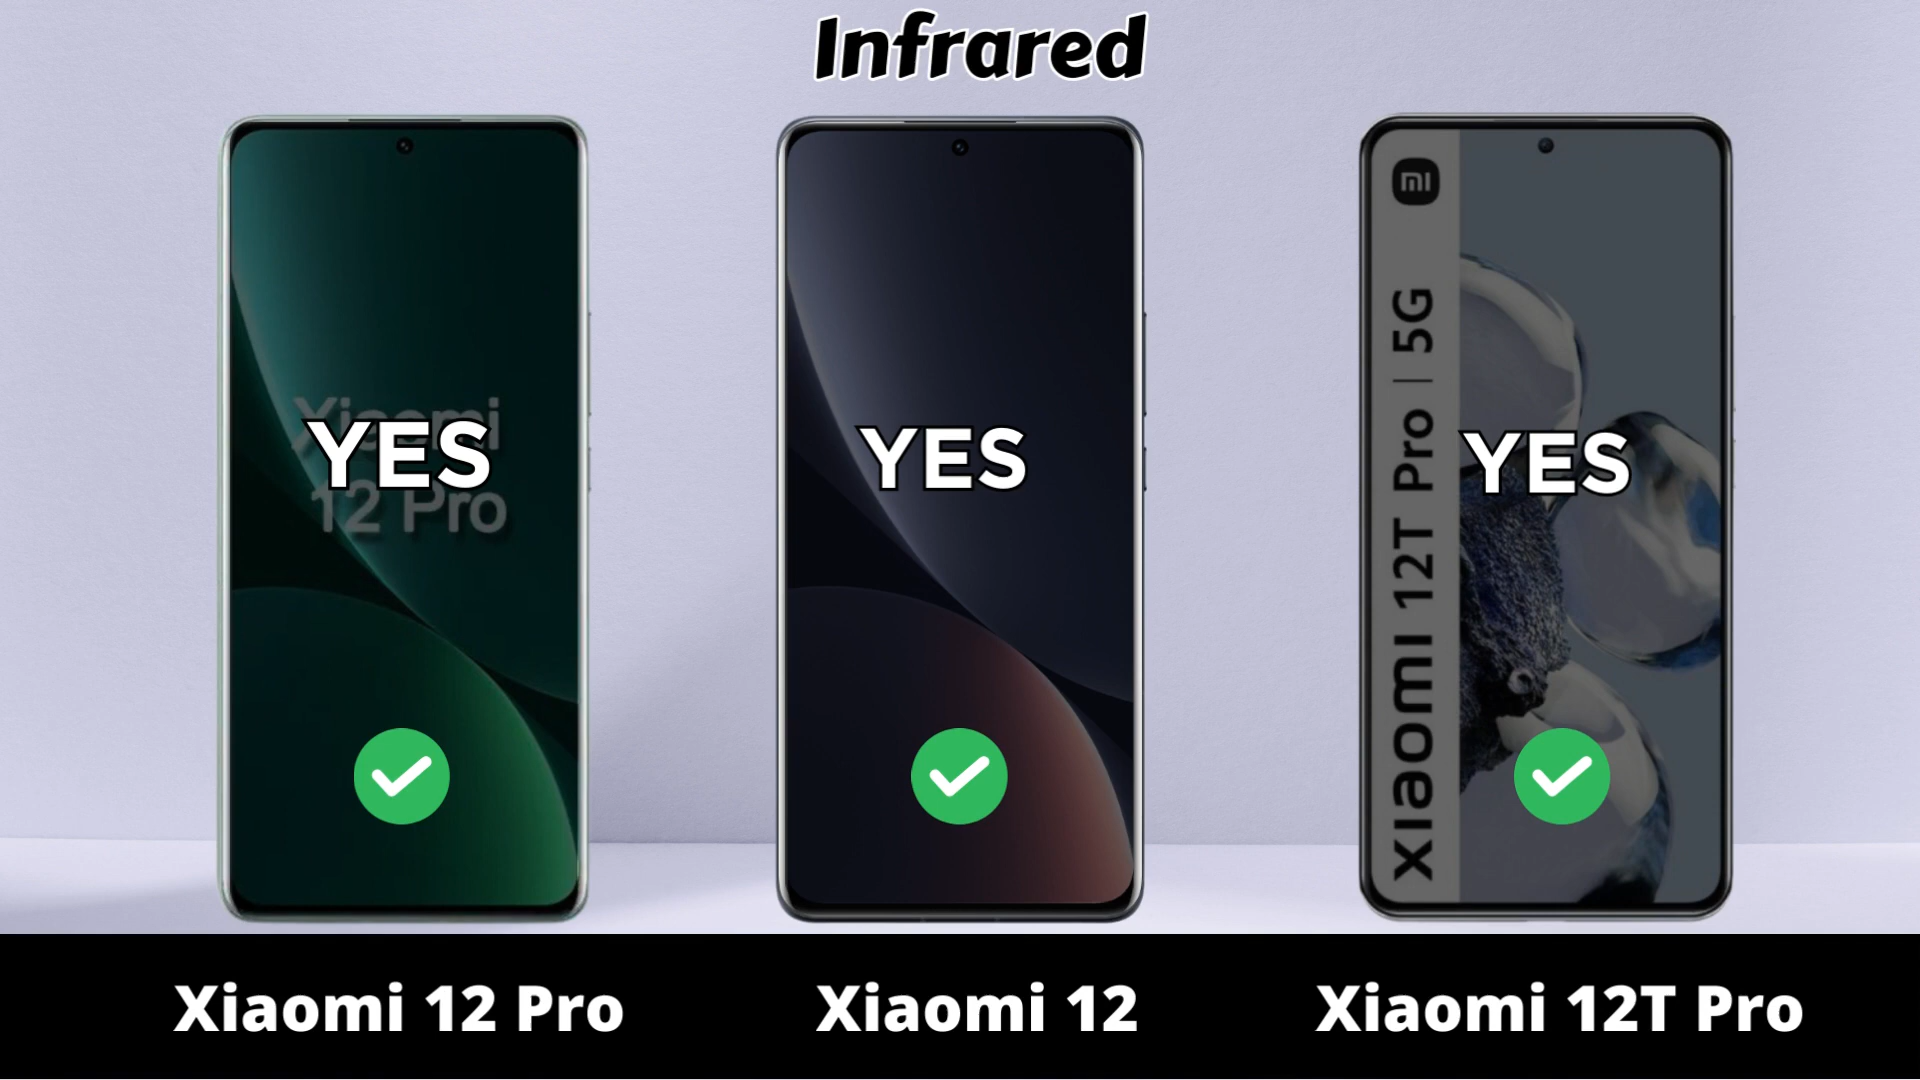 Infrared
Xiaomi
12 Pro
YES
YES
mi
Xiaomi 12T Pro | 5G
YES
Xiaomi 12 Pro
Xiaomi 12
Xiaomi 12T Pro